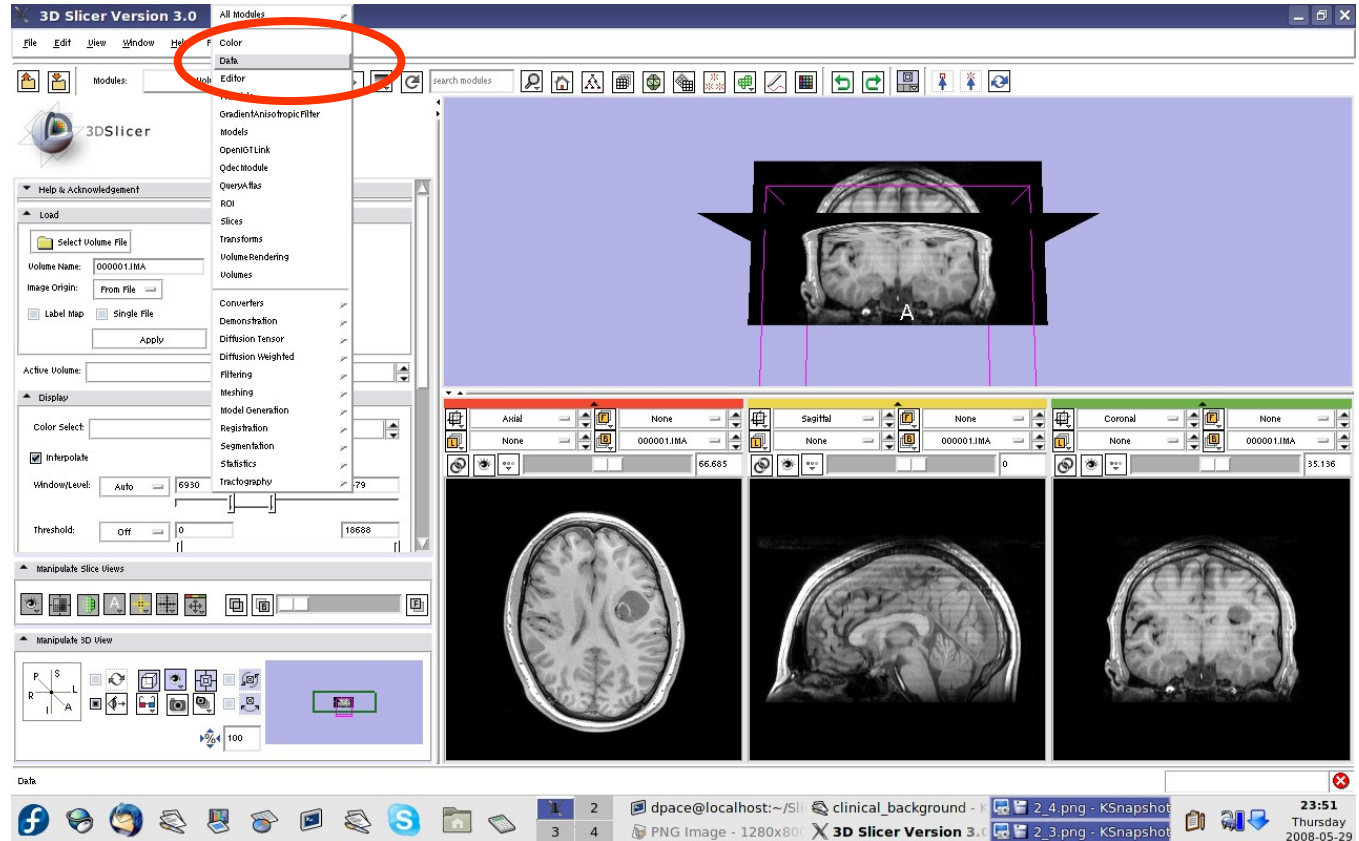 3D Slicer Version 3.0
All Modules
File Edit View Window
Color
Data
Modules:
Editor
search modules
GradientAnisotropicFilter
3DSlicer
Models
OpenIGTLink
QdecModule
Help & Acknowledgement
QueryAtlas
ROI
Load
Slices
Select Volume File
Transforms
VolumeRendering
Volume Name: 000001.IMA
Volumes
Image Origin: From File
Label Map Single File
Converters
Demonstration
Apply
Diffusion Tensor
Diffusion Weighted
Active Volume:
Filtering
Meshing
Display
Model Generation
Color Select:
Registration
Segmentation
Interpolate
Statistics
Tractography
Window/Level: Auto 6930 -79
Threshold: Off 0 18688
A
Axial None
None 000001.IMA
66.685
Sagittal None
None 000001.IMA
0
Coronal None
None 000001.IMA
35.136
Manipulate Slice Views
Manipulate 3D View
P S
R L
I A
100
Data
1 2
3 4
dpace@localhost:~/Sli
PNG Image - 1280x800
clinical_background - K
3D Slicer Version 3.0
2_4.png - KSnapshot
2_3.png - KSnapshot
23:51
Thursday
2008-05-29